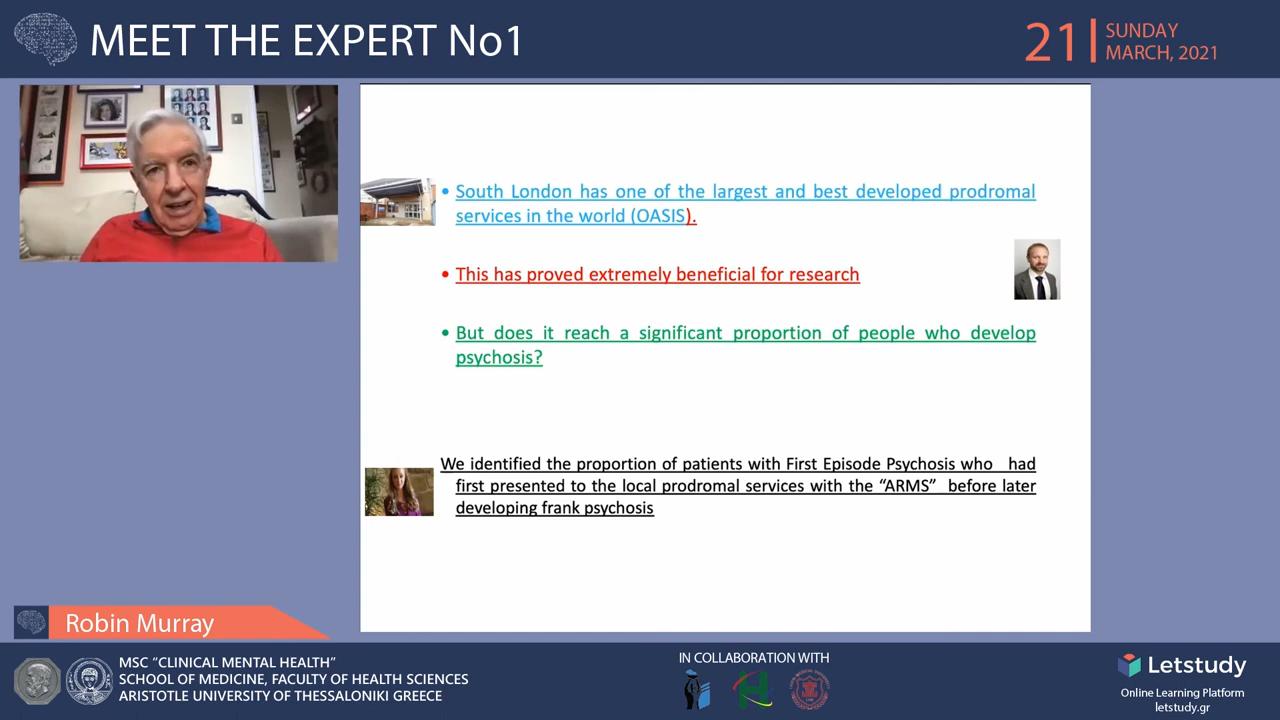 MEET THE EXPERT No1
21
SUNDAY
MARCH, 2021
• South London has one of the largest and best developed prodromal
services in the world (OASIS).
• This has proved extremely beneficial for research
• But does it reach a significant proportion of people who develop
psychosis?
We identified the proportion of patients with First Episode Psychosis who had
first presented to the local prodromal services with the “ARMS” before later
developing frank psychosis
Robin Murray
MSC “CLINICAL MENTAL HEALTH”
SCHOOL OF MEDICINE, FACULTY OF HEALTH SCIENCES
ARISTOTLE UNIVERSITY OF THESSALONIKI GREECE
IN COLLABORATION WITH
Letstudy
Online Learning Platform
letstudy.gr